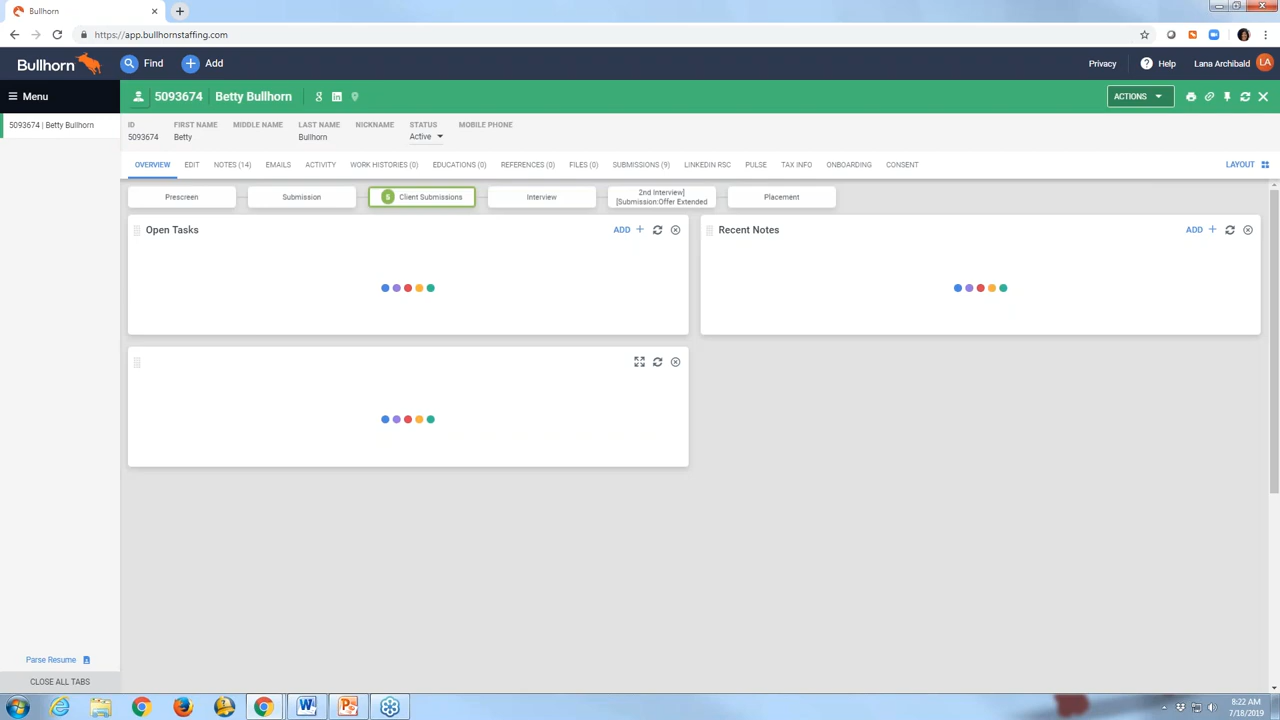 Bullhorn
https://app.bullhornstaffing.com
Bullhorn
Find
Add
Privacy
Help
Lana Archibald
LA
Menu
5093674 | Betty Bullhorn
5093674
Betty Bullhorn
ACTIONS
ID
FIRST NAME
MIDDLE NAME
LAST NAME
NICKNAME
STATUS
MOBILE PHONE
5093674
Betty
Bullhorn
Active
OVERVIEW
EDIT
NOTES (14)
EMAILS
ACTIVITY
WORK HISTORIES (0)
EDUCATIONS (0)
REFERENCES (0)
FILES (0)
SUBMISSIONS (9)
LINKEDIN RSC
PULSE
TAX INFO
ONBOARDING
CONSENT
LAYOUT
Prescreen
Submission
Client Submissions
Interview
2nd Interview]
[Submission:Offer Extended
Placement
Open Tasks
ADD +
Recent Notes
ADD +
Parse Resume
CLOSE ALL TABS
8:22 AM
7/18/2019